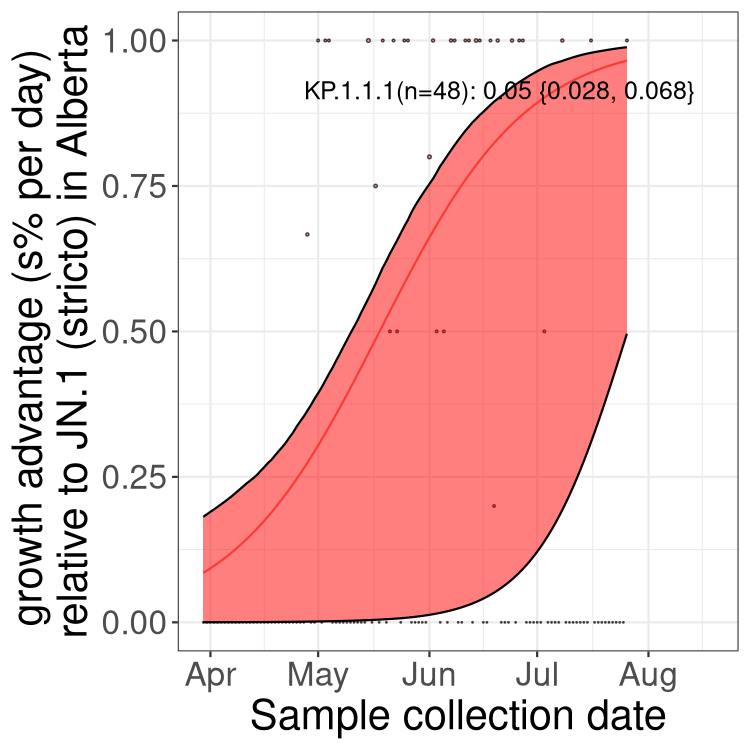 growth advantage (s% per day)
relative to JN.1 (stricto) in Alberta
1.00
0.75
0.50
0.25
0.00
KP.1.1.1(n=48): 0.05 {0.028, 0.068}
Apr May Jun Jul Aug
Sample collection date